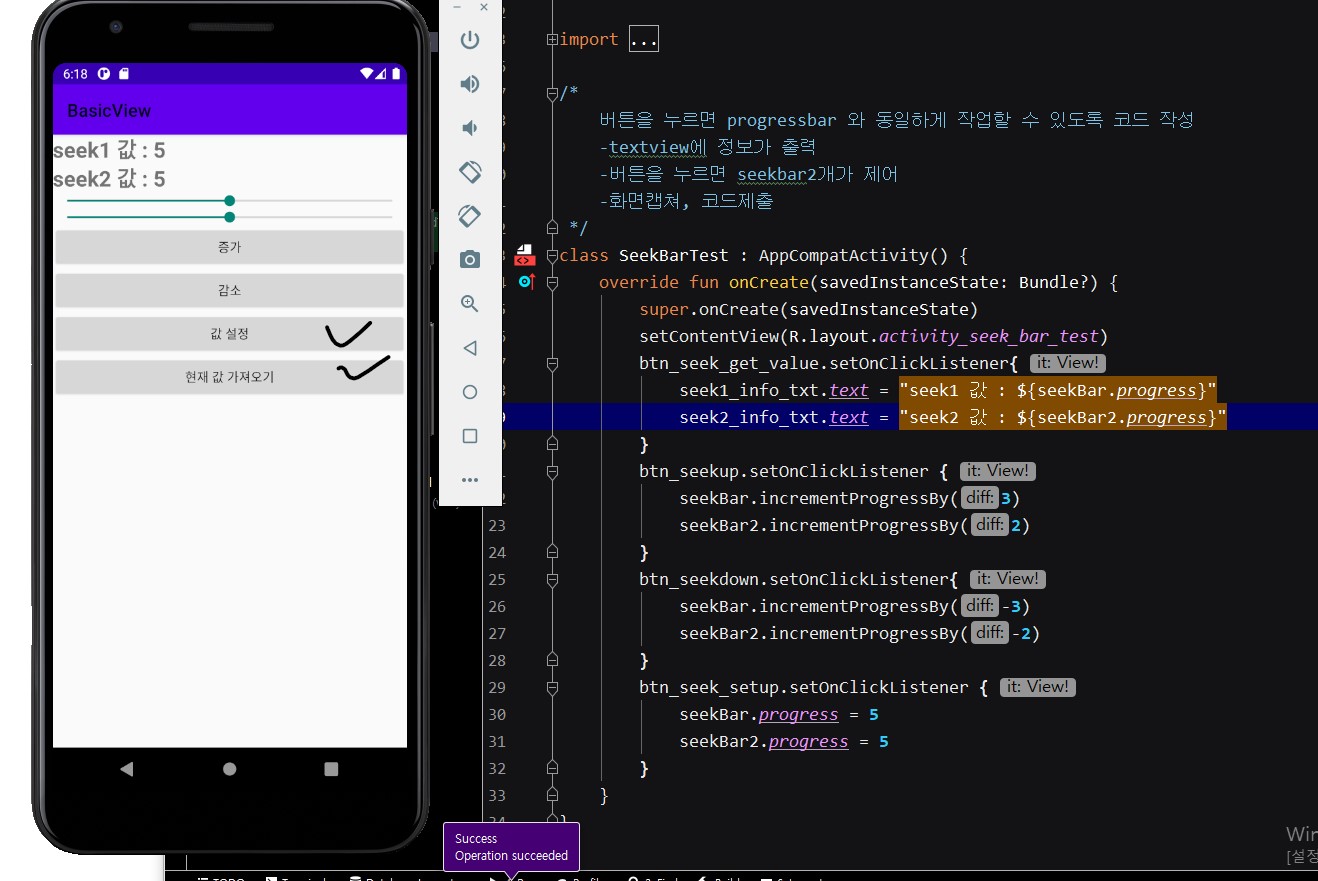 6:18
BasicView
seek1 값 : 5
seek2 값 : 5
증가
감소
값 설정
현재 값 가져오기
import ...
/*
버튼을 누르면 progressbar 와 동일하게 작업할 수 있도록 코드 작성
-textview에 정보가 출력
-버튼을 누르면 seekbar2개가 제어
-화면캡쳐, 코드제출
*/
class SeekBarTest : AppCompatActivity() {
override fun onCreate(savedInstanceState: Bundle?) {
super.onCreate(savedInstanceState)
setContentView(R.layout.activity_seek_bar_test)
btn_seek_get_value.setOnClickListener{ it: View!
seek1_info_txt.text = "seek1 값 : ${seekBar.progress}"
seek2_info_txt.text = "seek2 값 : ${seekBar2.progress}"
}
btn_seekup.setOnClickListener { it: View!
seekBar.incrementProgressBy( diff: 3)
23 seekBar2.incrementProgressBy( diff: 2)
24 }
25 btn_seekdown.setOnClickListener{ it: View!
26 seekBar.incrementProgressBy( diff: -3)
27 seekBar2.incrementProgressBy( diff: -2)
28 }
29 btn_seek_setup.setOnClickListener { it: View!
30 seekBar.progress = 5
31 seekBar2.progress = 5
32 }
33 }
Success
Operation succeeded